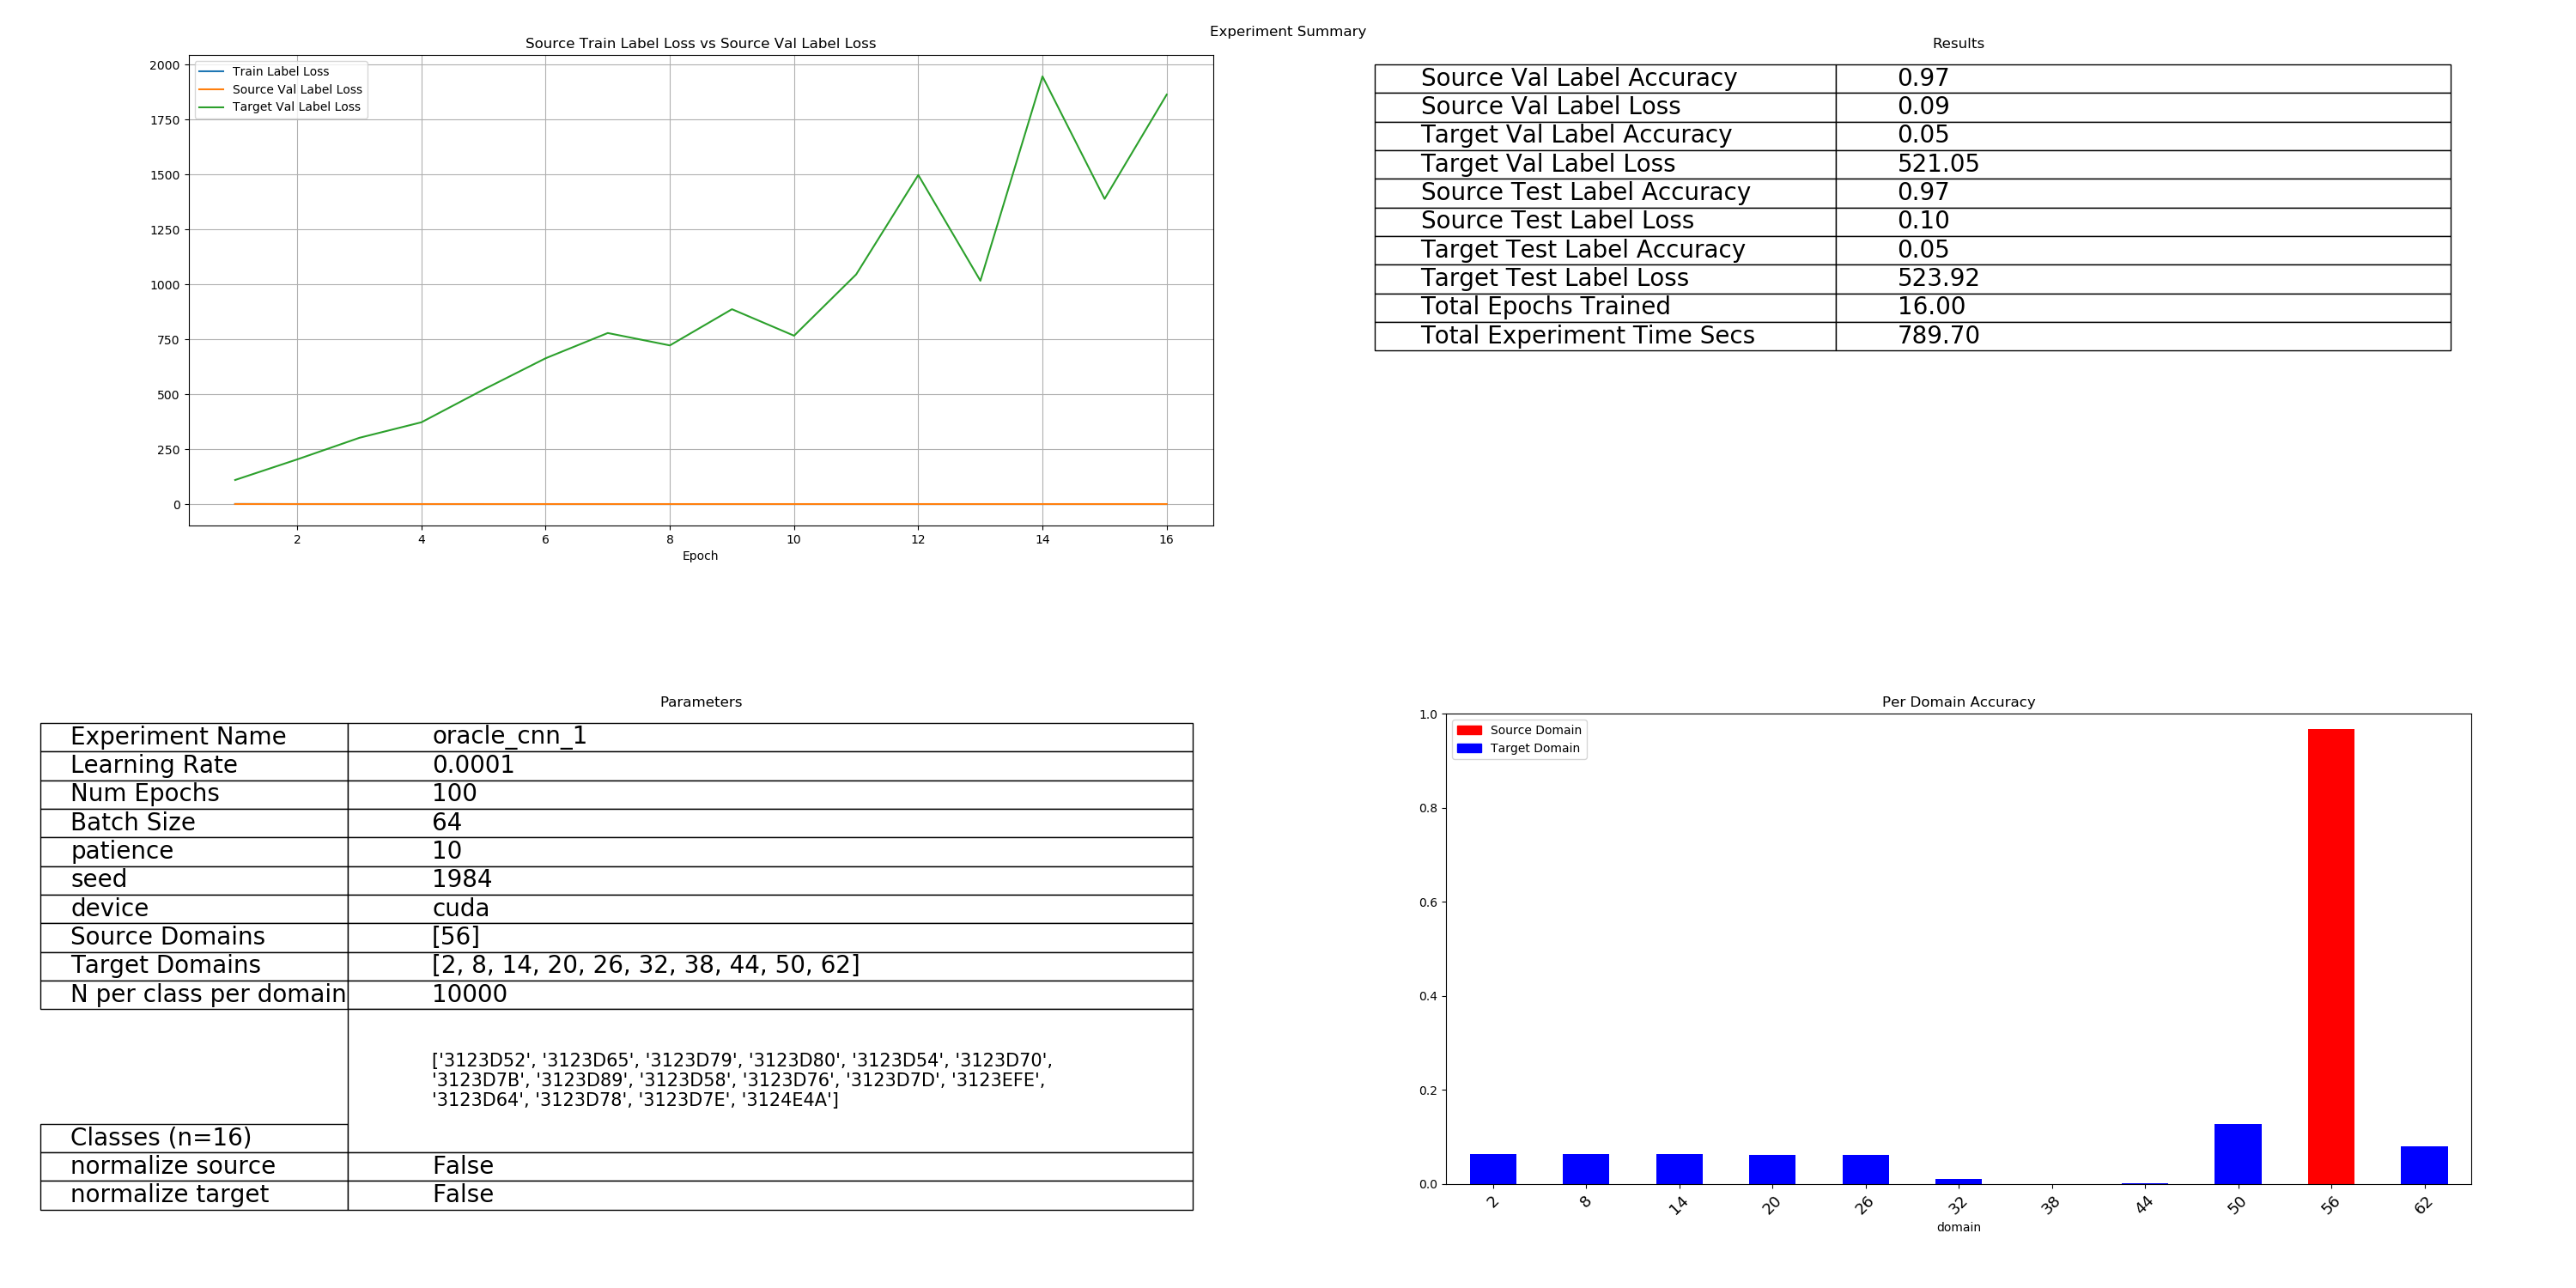 Experiment Summary
Source Train Label Loss vs Source Val Label Loss
Train Label Loss
Source Val Label Loss
Target Val Label Loss
2000
1750
1500
1250
1000
750
500
250
0
2 4 6 8 10 12 14 16
Epoch
Results
Source Val Label Accuracy 0.97
Source Val Label Loss 0.09
Target Val Label Accuracy 0.05
Target Val Label Loss 521.05
Source Test Label Accuracy 0.97
Source Test Label Loss 0.10
Target Test Label Accuracy 0.05
Target Test Label Loss 523.92
Total Epochs Trained 16.00
Total Experiment Time Secs 789.70
Parameters
Experiment Name oracle_cnn_1
Learning Rate 0.0001
Num Epochs 100
Batch Size 64
patience 10
seed 1984
device cuda
Source Domains [56]
Target Domains [2, 8, 14, 20, 26, 32, 38, 44, 50, 62]
N per class per domain 10000
['3123D52', '3123D65', '3123D79', '3123D80', '3123D54', '3123D70',
'3123D7B', '3123D89', '3123D58', '3123D76', '3123D7D', '3123EFE',
'3123D64', '3123D78', '3123D7E', '3124E4A']
Classes (n=16)
normalize source False
normalize target False
Per Domain Accuracy
Source Domain
Target Domain
1.0
0.8
0.6
0.4
0.2
0.0
2 8 14 20 26 32 38 44 50 56 62
domain